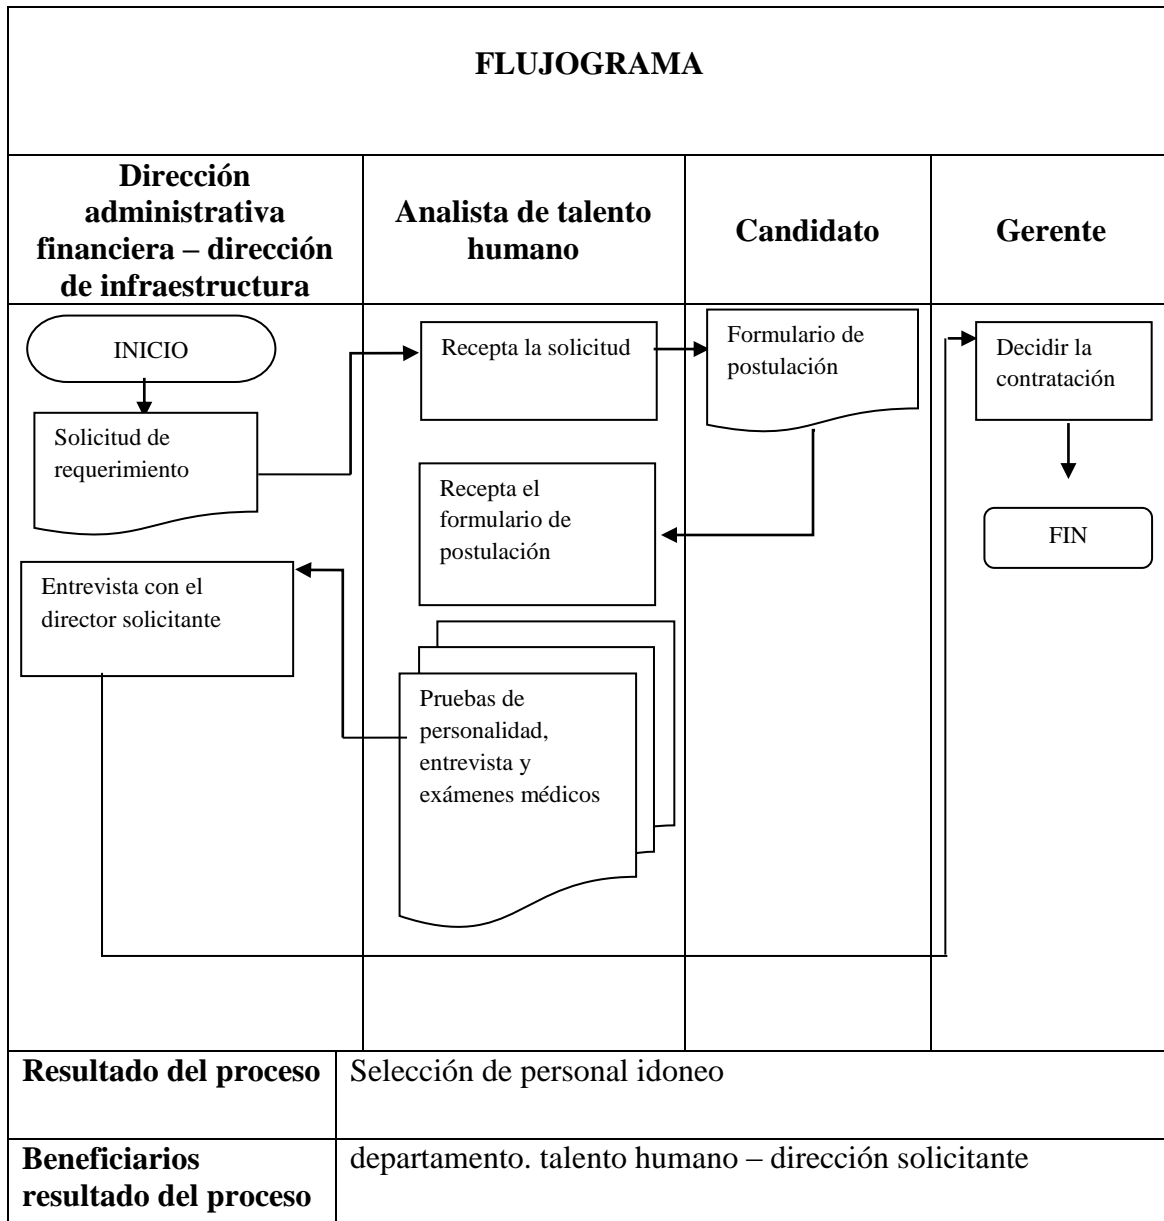 FLUJOGRAMA
Dirección
administrativa
financiera – dirección
de infraestructura
Analista de talento
humano
Candidato
Gerente
INICIO
Solicitud de
requerimiento
Recepta la solicitud
Formulario de
postulación
Decidir la
contratación
Recepta el
formulario de
postulación
FIN
Entrevista con el
director solicitante
Pruebas de
personalidad,
entrevista y
exámenes médicos
Resultado del proceso
Selección de personal idoneo
Beneficiarios
resultado del proceso
departamento. talento humano – dirección solicitante